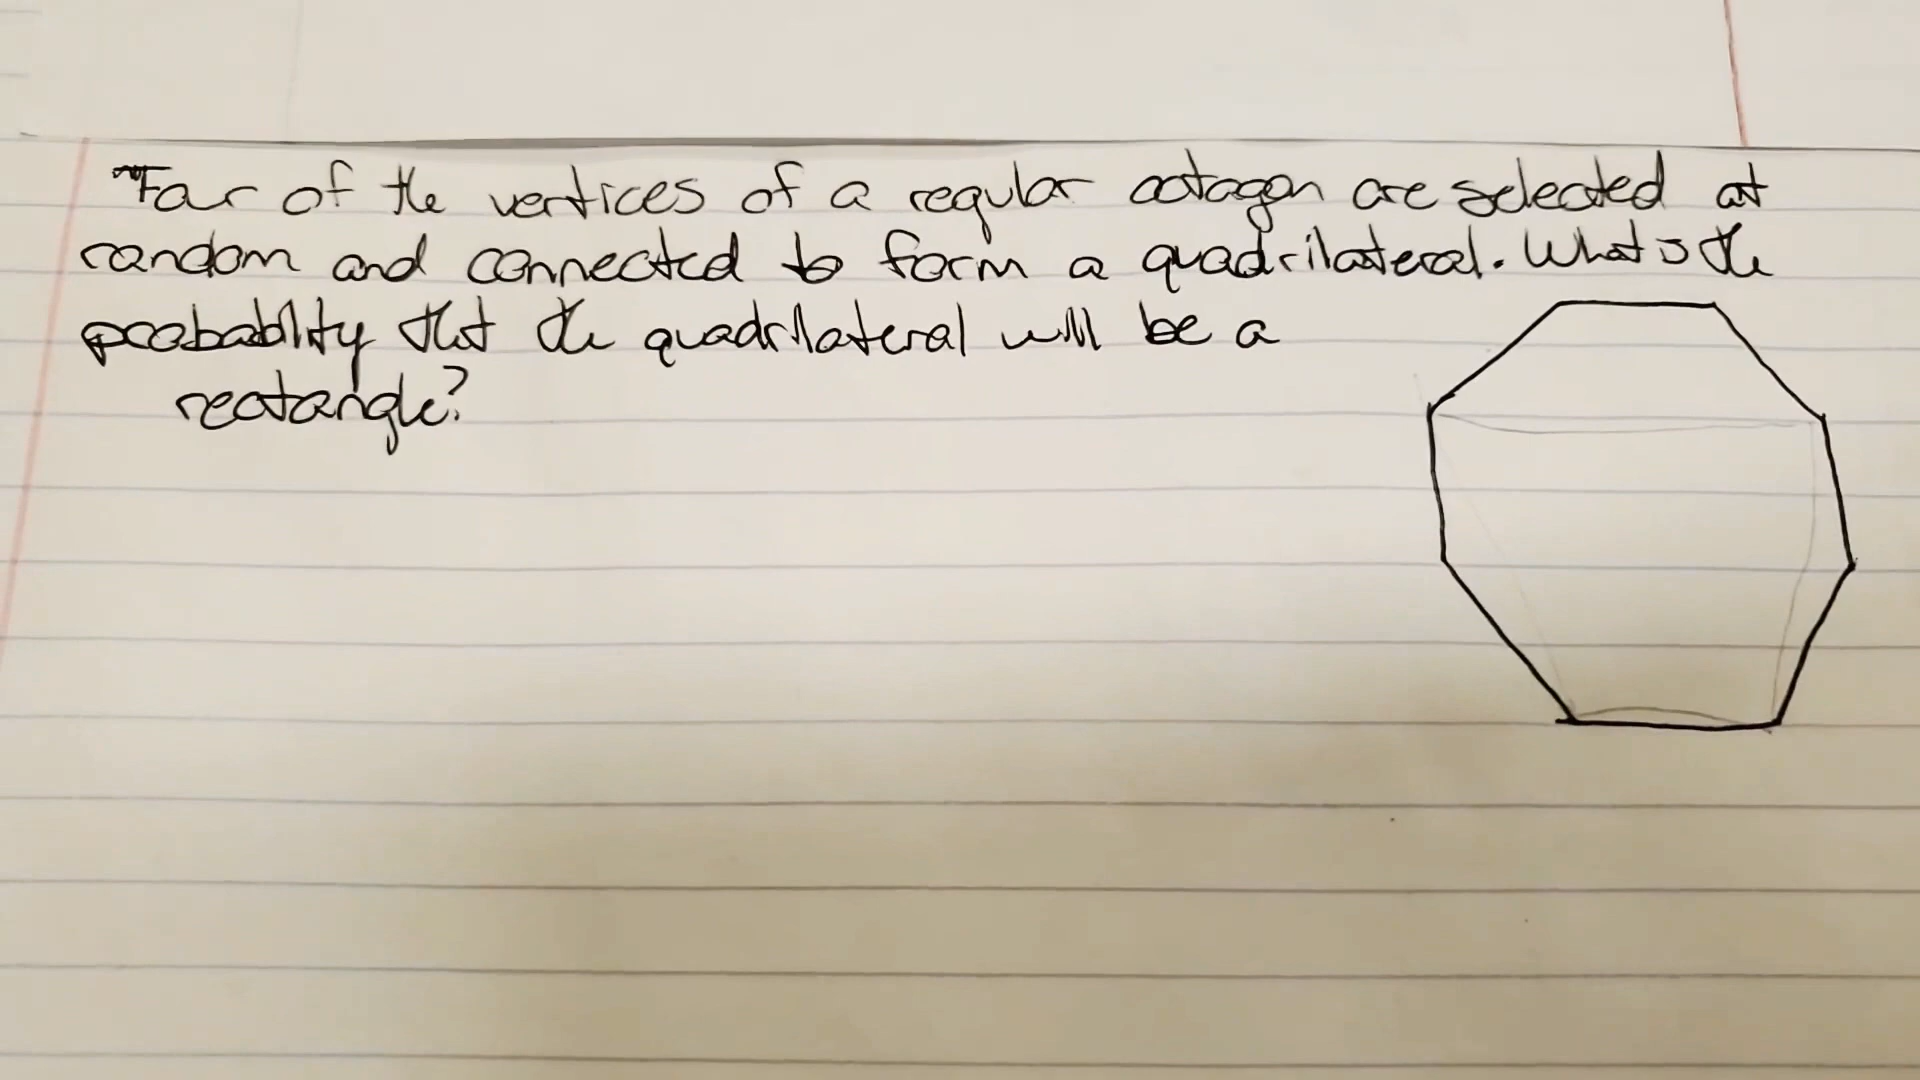 Four of the vertices of a regular octagon are selected at
random and connected to form a quadrilateral. What is the
probability that the quadrilateral will be a
rectangle?